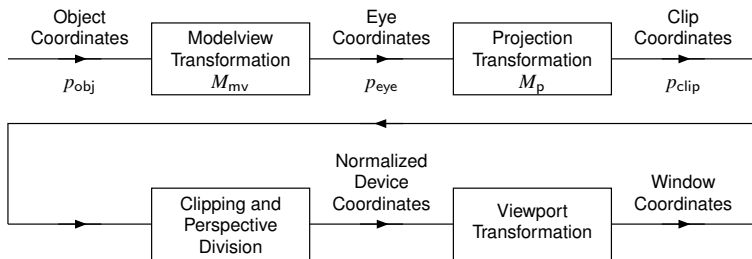 Object
Coordinates
p_obj
Modelview
Transformation
M_mv
Eye
Coordinates
p_eye
Projection
Transformation
M_p
Clip
Coordinates
p_clip
Clipping and
Perspective
Division
Normalized
Device
Coordinates
Viewport
Transformation
Window
Coordinates